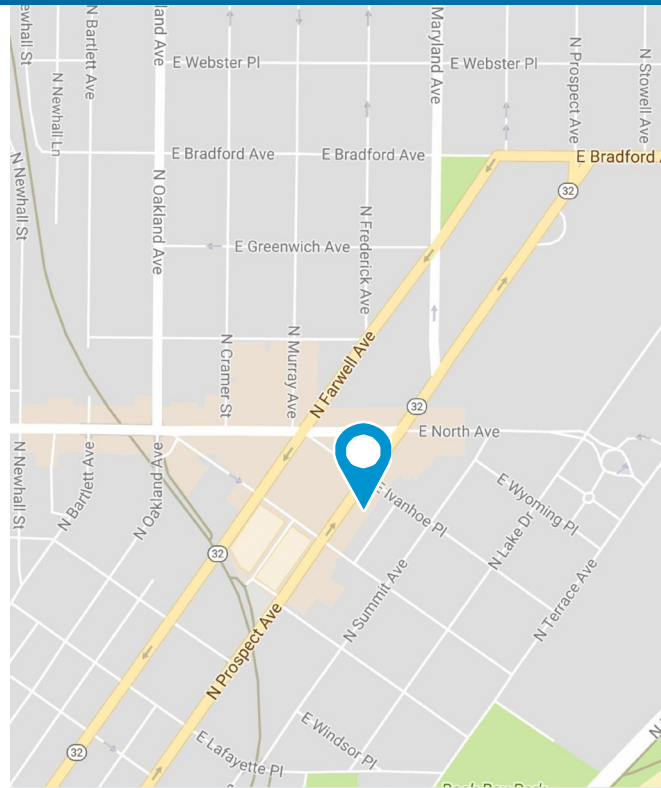 N Bartlett Ave
E Webster Pl
Maryland Ave
E Webster Pl
N Prospect Ave
N Stowell Ave
N Newhall Ln
N Newhall St
E Bradford Ave
E Bradford Ave
E Bradford
N Oakland Ave
32
N Frederick Ave
E Greenwich Ave
N Farwell Ave
N Cramer St
N Murray Ave
32
E North Ave
N Newhall St
N Bartlett Ave
E Ivanhoe Pl
E Wyoming Pl
N Lake Dr
32
N Summit Ave
N Terrace Ave
N Prospect Ave
E Windsor Pl
E Lafayette Pl
32